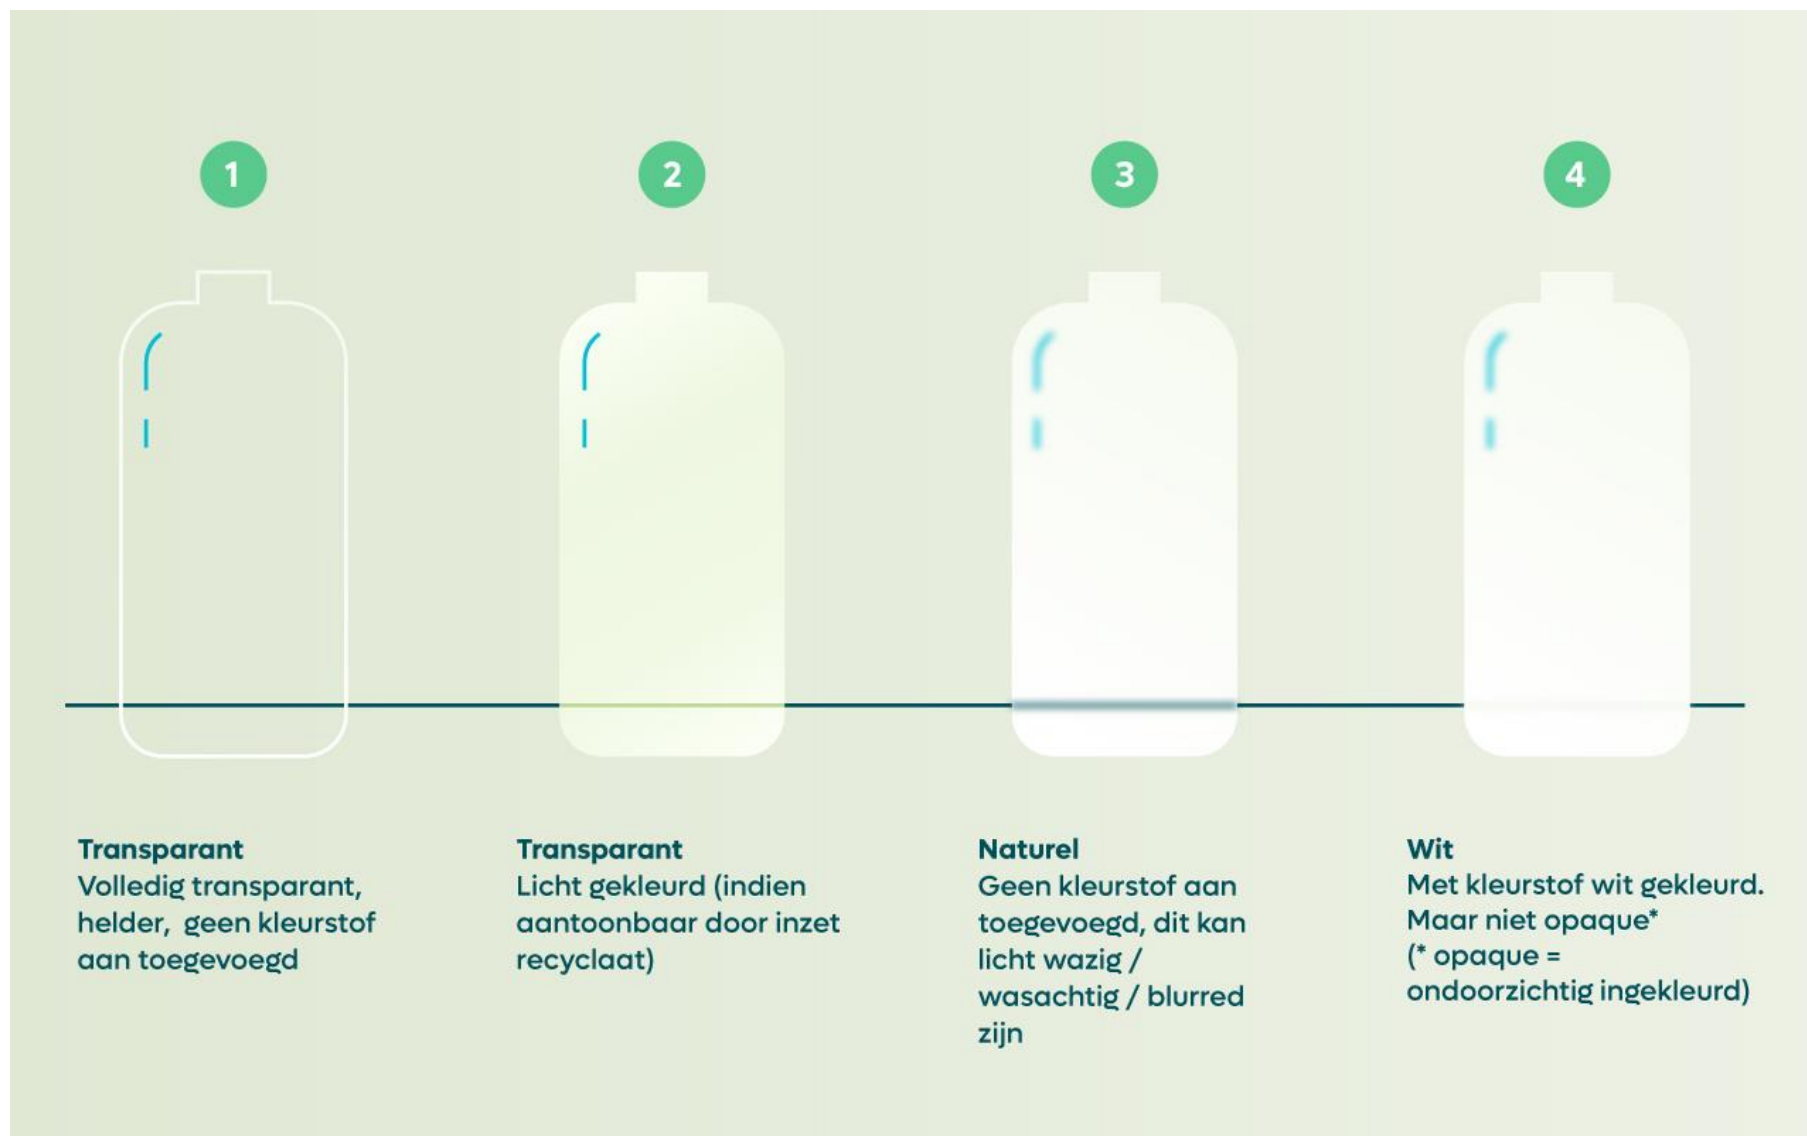 1
2
3
4
Transparant
Volledig transparant,
helder, geen kleurstof
aan toegevoegd
Transparant
Licht gekleurd (indien
aantoonbaar door inzet
recyclaat)
Naturel
Geen kleurstof aan
toegevoegd, dit kan
licht wazig /
wasachtig / blurred
zijn
Wit
Met kleurstof wit gekleurd.
Maar niet opaque*
(* opaque =
ondoorzichtig ingekleurd)